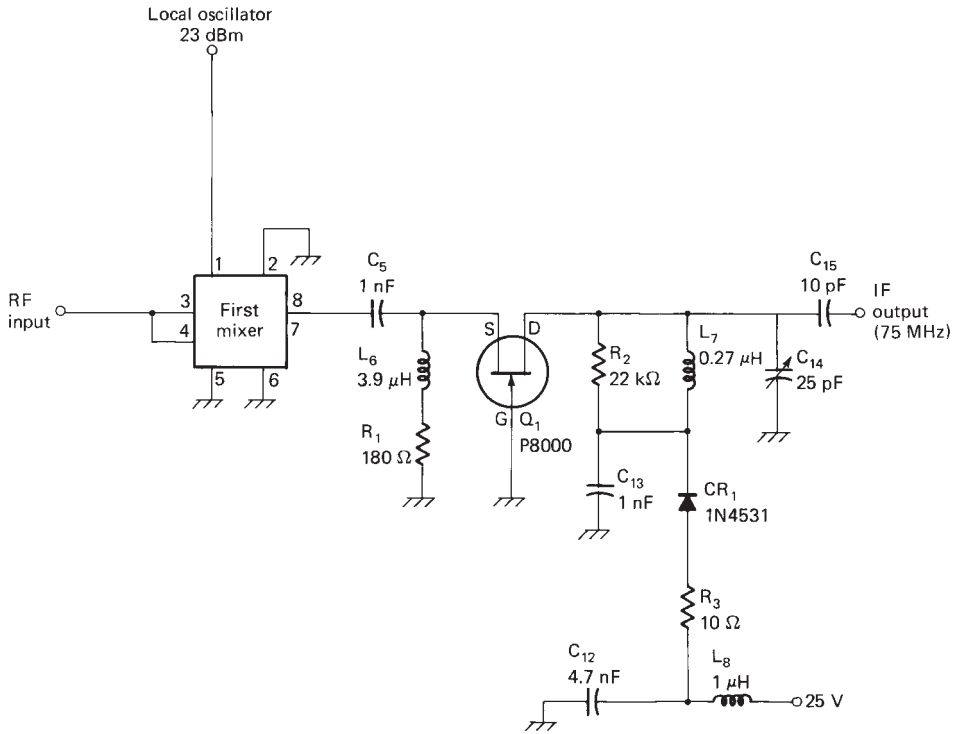 Local oscillator
23 dBm
1
2
3
4
5
6
7
8
First
mixer
RF
input
C5
1 nF
L6
3.9 μH
R1
180 Ω
S
D
G
Q1
P8000
R2
22 kΩ
L7
0.27 μH
C15
10 pF
IF
output
(75 MHz)
C14
25 pF
C13
1 nF
CR1
1N4531
R3
10 Ω
C12
4.7 nF
L8
1 μH
25 V